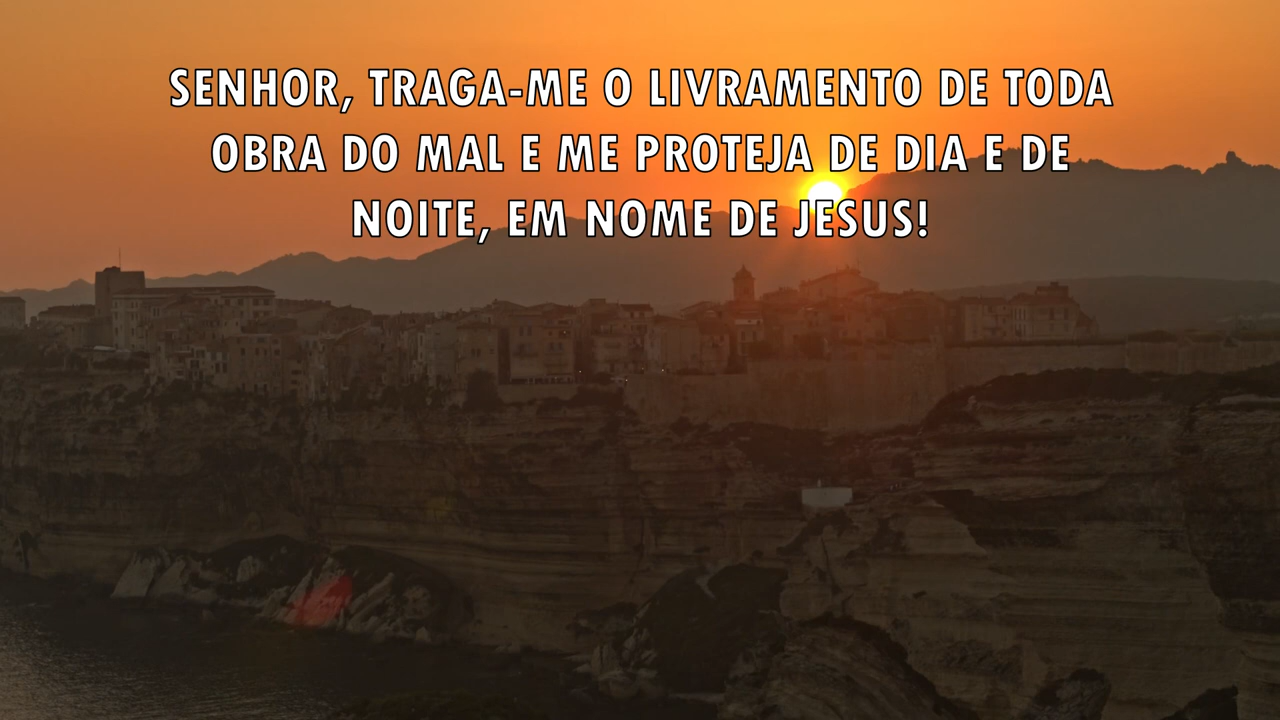 SENHOR, TRAGA-ME O LIVRAMENTO DE TODA
OBRA DO MAL E ME PROTEJA DE DIA E DE
NOITE, EM NOME DE JESUS!